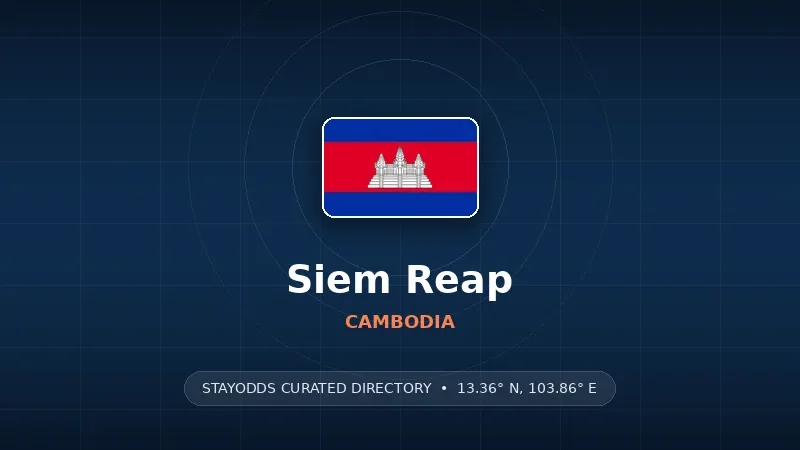 Siem Reap
CAMBODIA
STAYODDS CURATED DIRECTORY • 13.36° N, 103.86° E